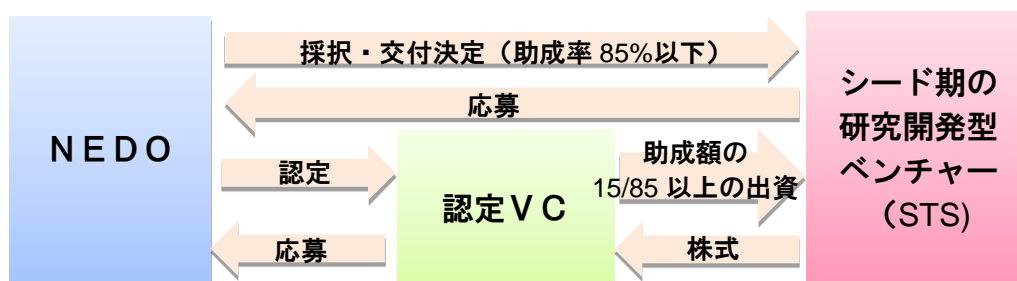 ＮＥＤＯ
採択・交付決定（助成率 85%以下）
応募
認定
応募
認定ＶＣ
助成額の
15/85 以上の出資
株式
シード期の
研究開発型
ベンチャー
（STS)